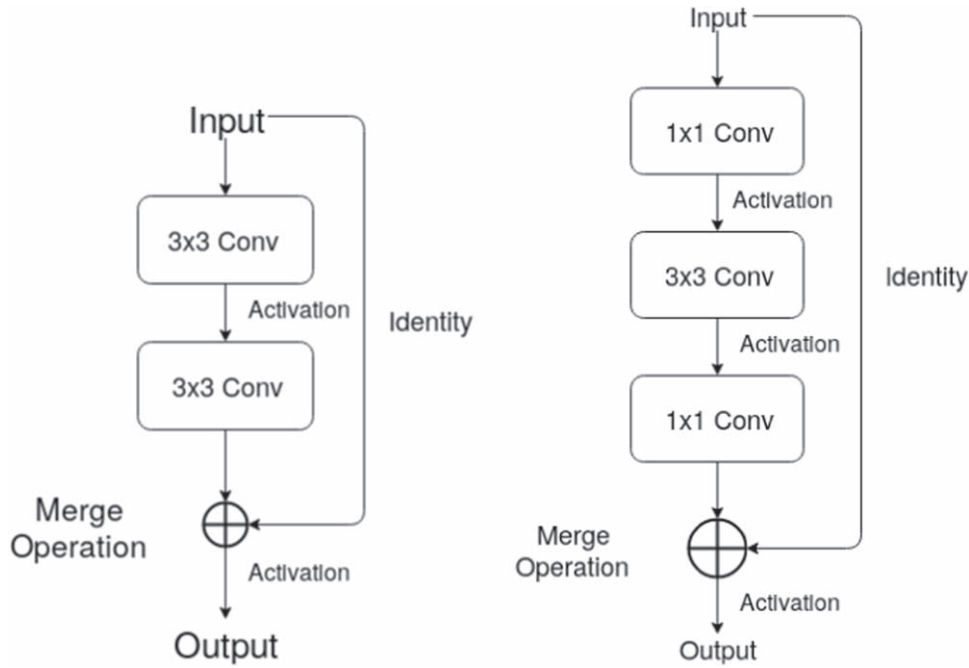 Input
3x3 Conv
Activation
Identity
3x3 Conv
Merge
Operation
Activation
Output
Input
1x1 Conv
Activation
3x3 Conv
Identity
Activation
1x1 Conv
Merge
Operation
Activation
Output